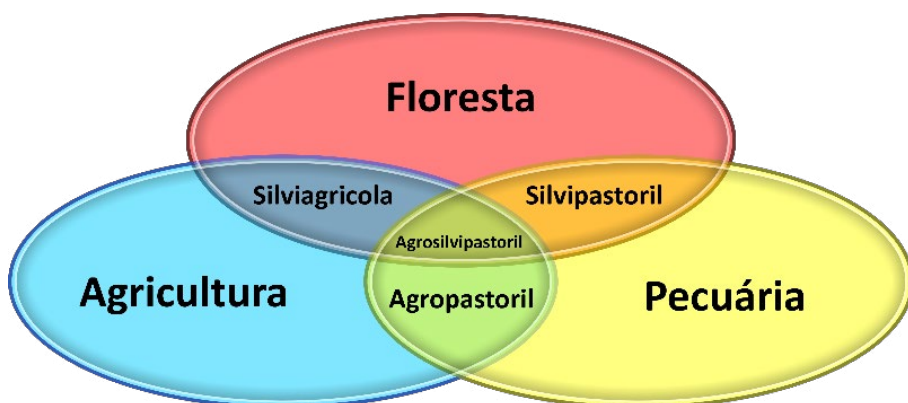 Floresta
Silviagricola
Silvipastoril
Agrosilvipastoril
Agricultura
Agropastoril
Pecuária